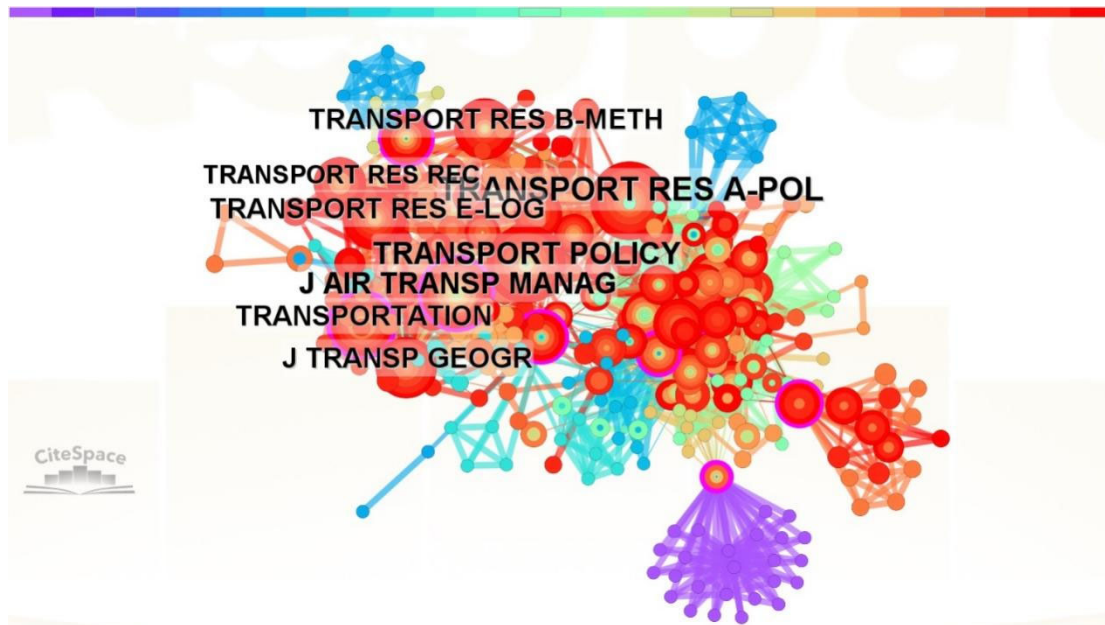 TRANSPORT RES B-METH
TRANSPORT RES REC
TRANSPORT RES A-POL
TRANSPORT RES E-LOG
TRANSPORT POLICY
J AIR TRANSP MANAG
TRANSPORTATION
J TRANSP GEOGR
CiteSpace